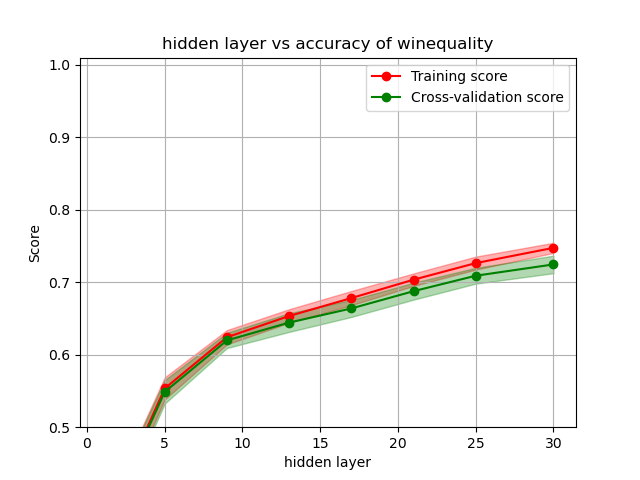 hidden layer vs accuracy of winequality
1.0
0.9
0.8
0.7
0.6
0.5
Score
Training score
Cross-validation score
0 5 10 15 20 25 30
hidden layer